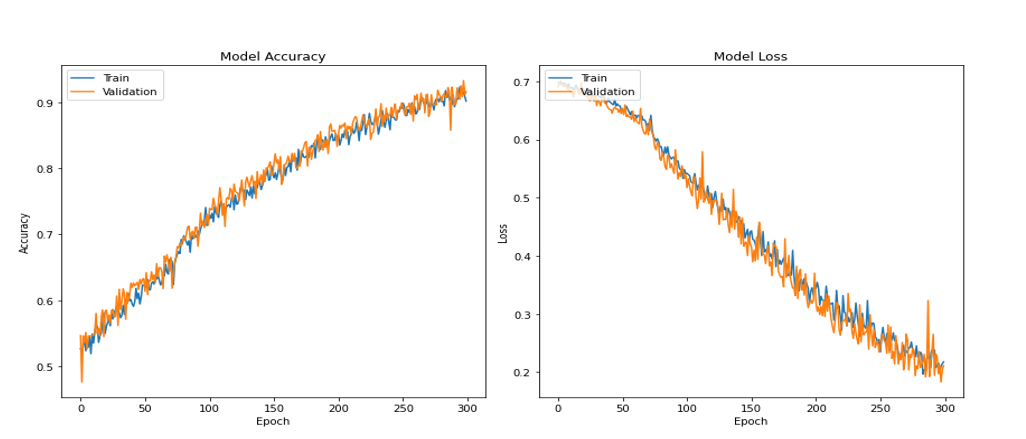 Model Accuracy
Train
Validation
0.9
0.8
0.7
0.6
0.5
Accuracy
0 50 100 150 200 250 300
Epoch
Model Loss
Train
Validation
0.7
0.6
0.5
0.4
0.3
0.2
Loss
0 50 100 150 200 250 300
Epoch